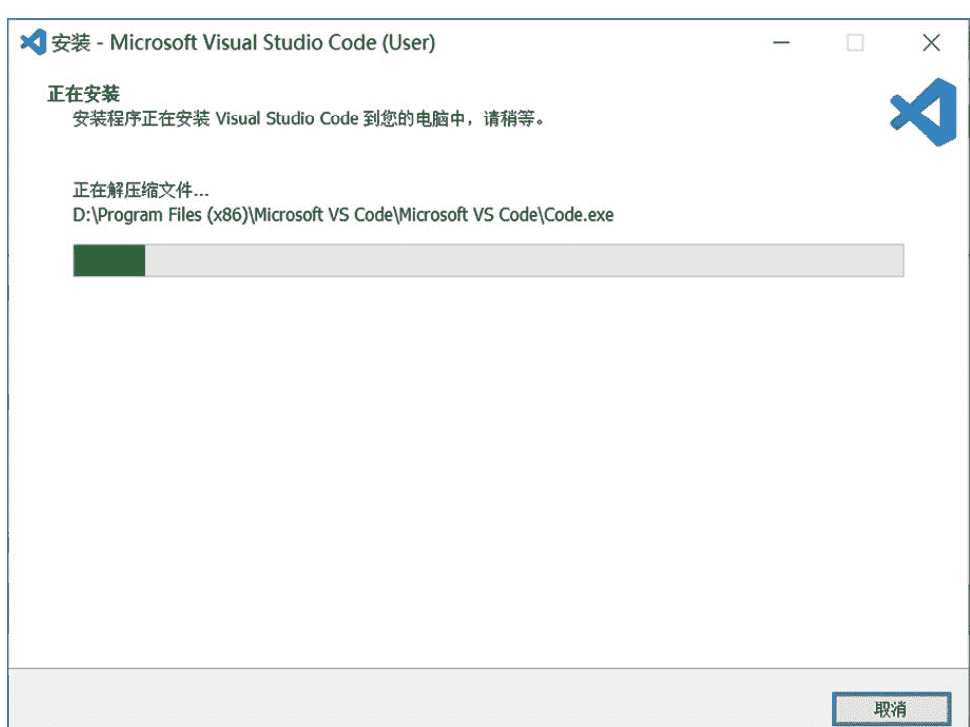 安装 - Microsoft Visual Studio Code (User)
正在安装
安装程序正在安装 Visual Studio Code 到您的电脑中，请稍等。
正在解压缩文件...
D:\Program Files (x86)\Microsoft VS Code\Microsoft VS Code\Code.exe
取消